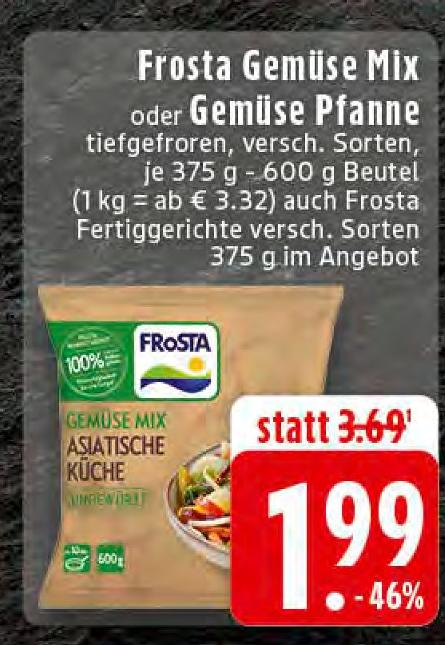 Frosta Gemüse Mix
oder Gemüse Pfanne
tiefgefroren, versch. Sorten,
je 375 g - 600 g Beutel
(1 kg = ab € 3.32) auch Frosta
Fertiggerichte versch. Sorten
375 g im Angebot
FRoSTA
100%
GEMÜSE MIX
ASIATISCHE
KÜCHE
UNGEWÜRZT
600g
statt 3.69¹
1.99
- 46%